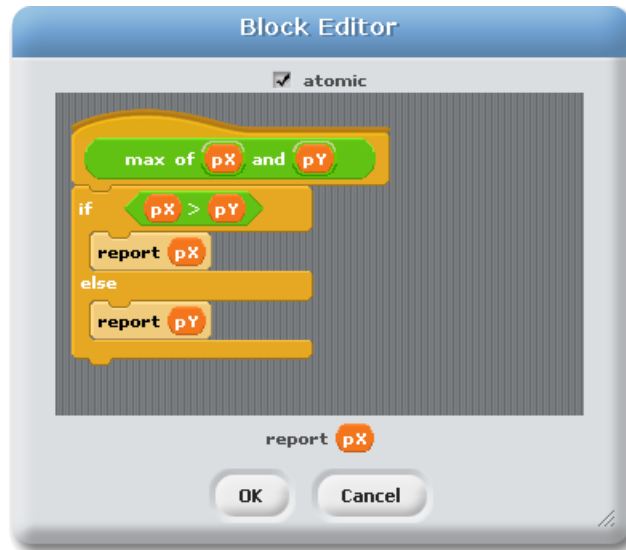 Block Editor
atomic
max of pX and pY
if pX > pY
report pX
else
report pY
report pX
OK Cancel